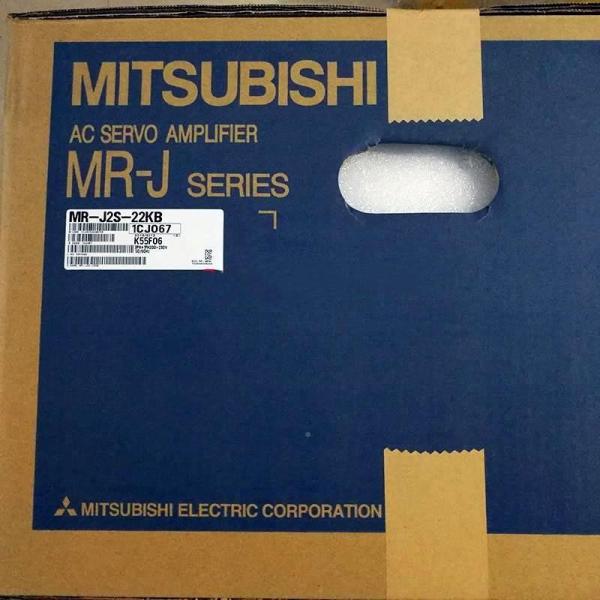 MITSUBISHI
AC SERVO AMPLIFIER
MR-J SERIES
MR-J2S-22KB
1CJ067
K55F06
MITSUBISHI ELECTRIC CORPORATION